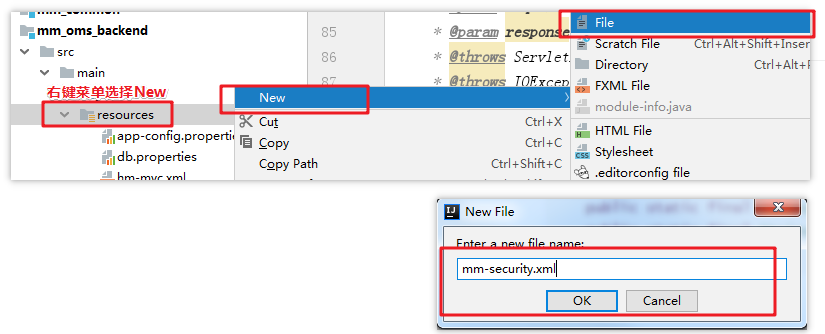 mm_common
mm_oms_backend
src
main
右键菜单选择New
resources
app-config.properties
db.properties
hm-mvc.xml
85
* @param response
86
* @throws Servlet
87
* @throws IOExcep
New
Cut Ctrl+X
Copy Ctrl+C
Copy Path Ctrl+Shift+C
File
Scratch File Ctrl+Alt+Shift+Inser
Directory Ctrl+Alt+
FXML File
module-info.java
HTML File
Stylesheet
.editorconfig file
New File
Enter a new file name:
mm-security.xml
OK Cancel